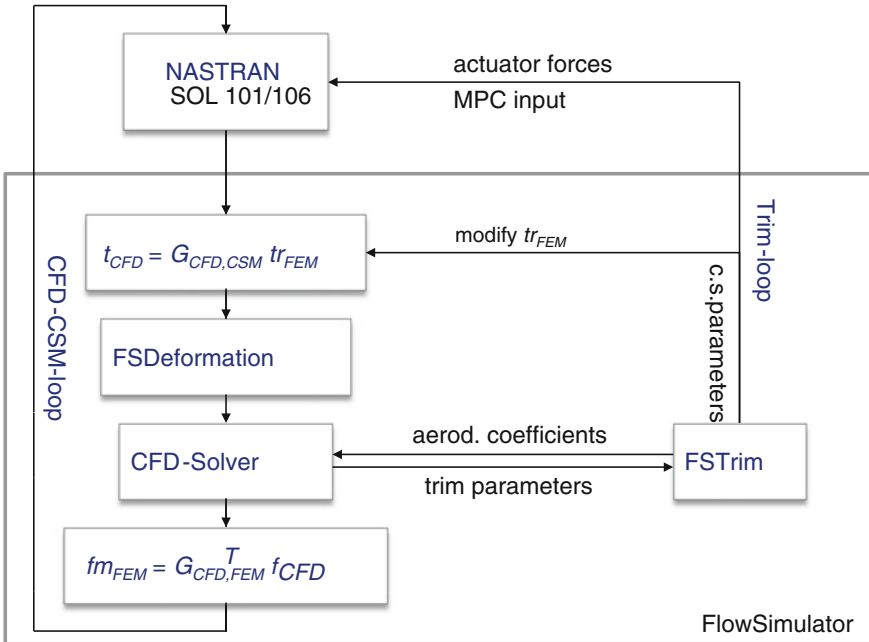 NASTRAN
SOL 101/106
actuator forces
MPC input
t_CFD = G_CFD,CSM tr_FEM
modify tr_FEM
Trim-loop
c.s.parameters
CFD-CSM-loop
FSDeformation
CFD-Solver
aerod. coefficients
trim parameters
FSTrim
fm_FEM = G^T_CFD,FEM f_CFD
FlowSimulator